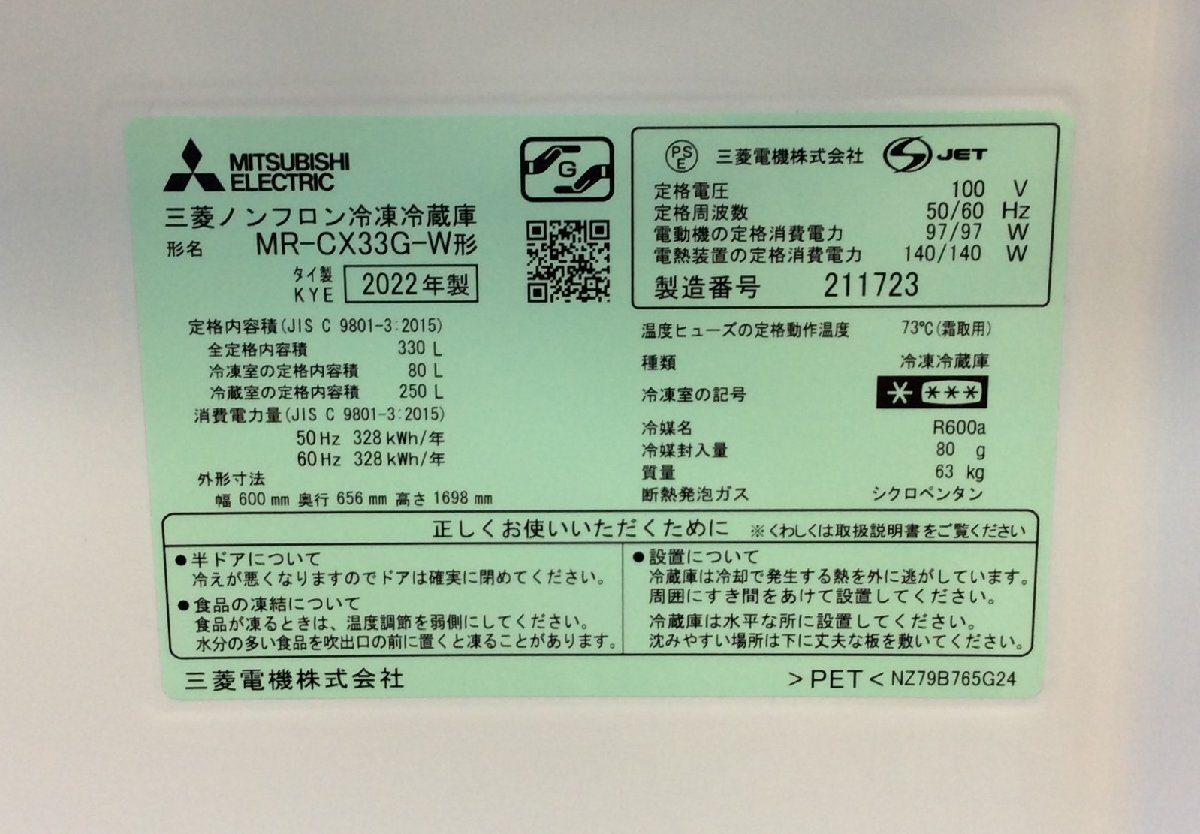 MITSUBISHI
ELECTRIC
三菱ノンフロン冷凍冷蔵庫
形名 MR-CX33G-W形
タイ製
KYE 2022年製
G
定格内容積(JIS C 9801-3:2015)
全定格内容積 330 L
冷凍室の定格内容積 80 L
冷蔵室の定格内容積 250 L
消費電力量(JIS C 9801-3:2015)
50Hz 328kWh/年
60Hz 328kWh/年
外形寸法
幅 600mm 奥行 656mm 高さ 1698mm
PSE 三菱電機株式会社 JET
定格電圧 100 V
定格周波数 50/60 Hz
電動機の定格消費電力 97/97 W
電熱装置の定格消費電力 140/140 W
製造番号 211723
温度ヒューズの定格動作温度 73℃(霜取用)
種類 冷凍冷蔵庫
冷凍室の記号 * ***
冷媒名 R600a
冷媒封入量 80 g
質量 63 kg
断熱発泡ガス シクロペンタン
正しくお使いいただくために ※くわしくは取扱説明書をご覧ください
●半ドアについて
冷えが悪くなりますのでドアは確実に閉めてください。
●食品の凍結について
食品が凍るときは、温度調節を弱側にしてください。
水分の多い食品を吹出口の前に置くと凍ることがあります。
●設置について
冷蔵庫は冷却で発生する熱を外に逃がしています。
周囲にすき間をあけて設置してください。
冷蔵庫は水平な所に設置してください。
沈みやすい場所は下に丈夫な板を敷いてください。
三菱電機株式会社
>PET< NZ79B765G24